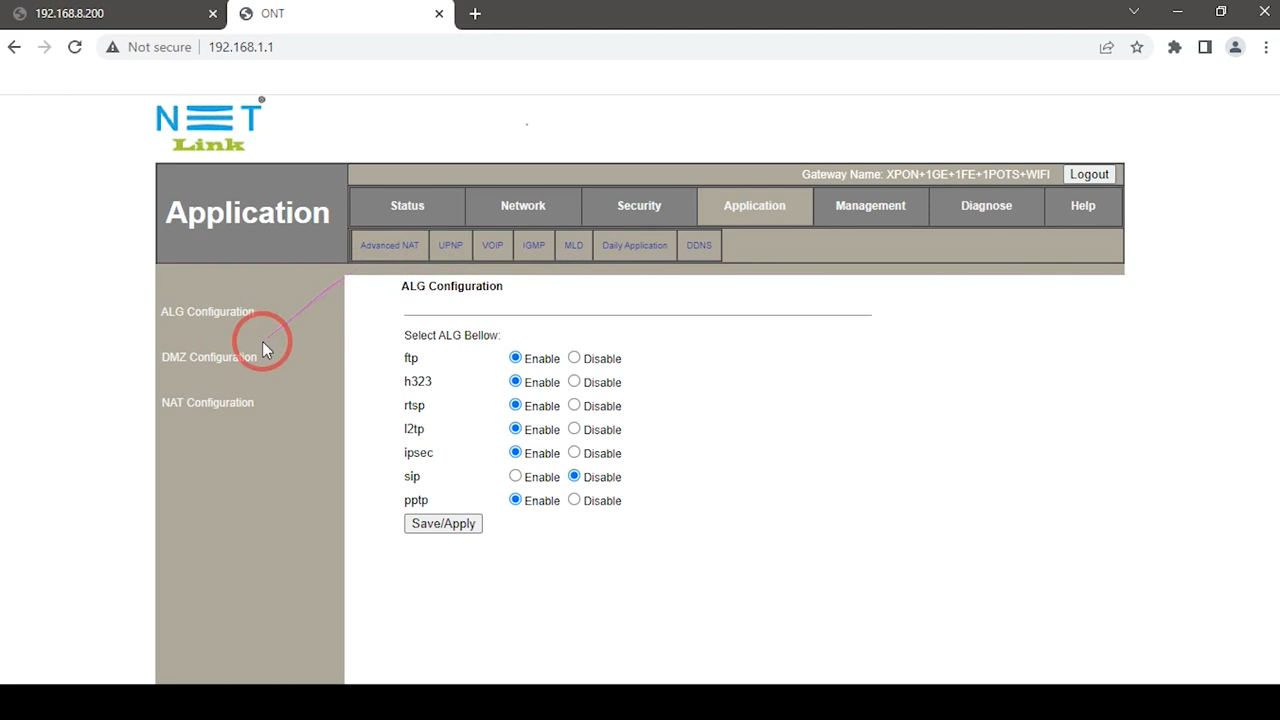 192.168.8.200
ONT
Not secure
192.168.1.1
NET
Link
Application
Gateway Name: XPON+1GE+1FE+1POTS+WIFI
Logout
Status
Network
Security
Application
Management
Diagnose
Help
Advanced NAT
UPNP
VOIP
IGMP
MLD
Daily Application
DDNS
ALG Configuration
DMZ Configuration
NAT Configuration
ALG Configuration
Select ALG Bellow:
ftp Enable Disable
h323 Enable Disable
rtsp Enable Disable
l2tp Enable Disable
ipsec Enable Disable
sip Enable Disable
pptp Enable Disable
Save/Apply